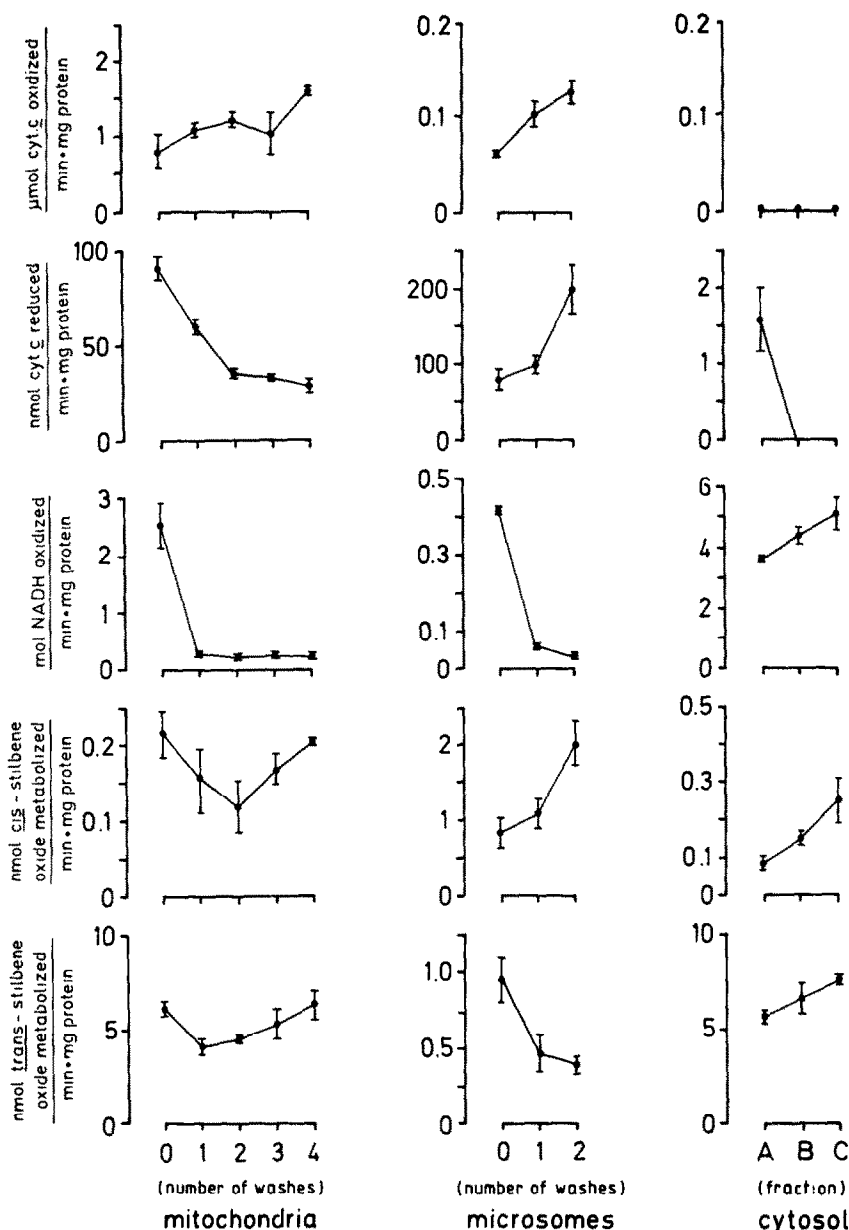 μmol cyt.c oxidized
min•mg protein
2
1
0
0.2
0.1
0
0.2
0.1
0
nmol cyt c reduced
min•mg protein
100
50
0
200
100
0
2
1
0
mol NADH oxidized
min•mg protein
3
2
1
0
0.5
0.4
0.1
0
6
4
2
0
nmol cis - stilbene
oxide metabolized
min•mg protein
0.2
0.1
0
2
1
0
0.5
0.3
0.1
0
nmol trans - stilbene
oxide metabolized
min•mg protein
10
5
0
1.0
0.5
0
10
5
0
0 1 2 3 4
0 1 2
A B C
(number of washes)
(number of washes)
(fraction)
mitochondria
microsomes
cytosol